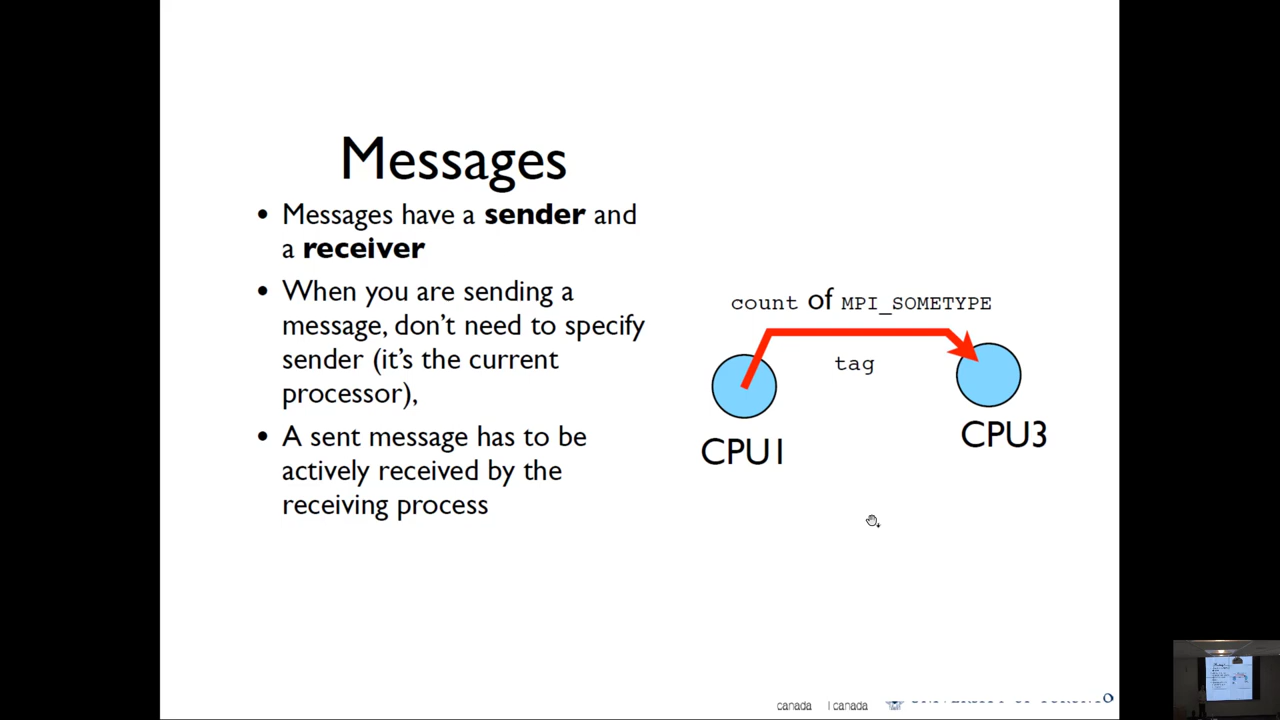 Messages
• Messages have a sender and
a receiver
• When you are sending a
message, don't need to specify
sender (it's the current
processor),
• A sent message has to be
actively received by the
receiving process
count of MPI_SOMETYPE
tag
CPU1
CPU3
canada
canada